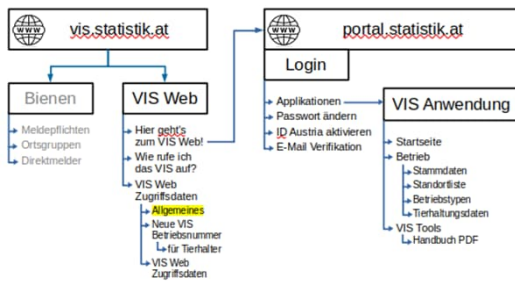 www
vis.statistik.at
www
portal.statistik.at
Bienen
Meldepflichten
Ortsgruppen
Direktmelder
VIS Web
Hier geht's
zum VIS Web!
Wie rufe ich
das VIS auf?
VIS Web
Zugriffsdaten
Allgemeines
Neue VIS
Betriebsnummer
für Tierhalter
VIS Web
Zugriffsdaten
Login
Applikationen
Passwort ändern
ID Austria aktivieren
E-Mail Verifikation
VIS Anwendung
Startseite
Betrieb
Stammdaten
Standortliste
Betriebstypen
Tierhaltungsdaten
VIS Tools
Handbuch PDF